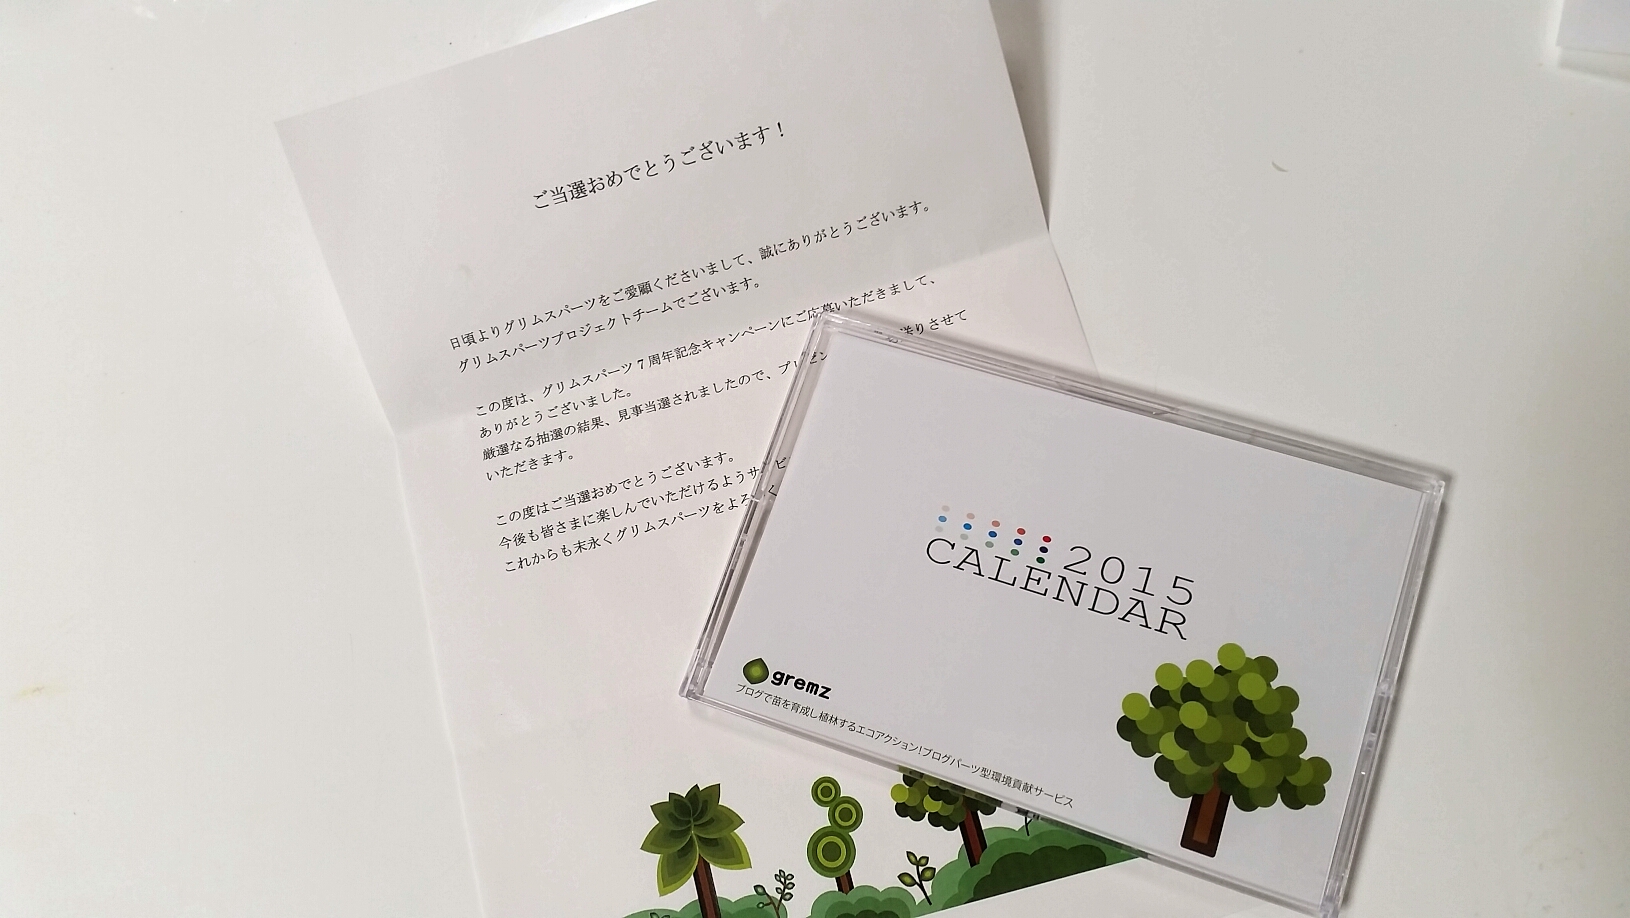 ご当選おめでとうございます！
日頃よりグリムスパーツをご愛顧くださいまして、誠にありがとうございます。
グリムスパーツプロジェクトチームでございます。
この度は、グリムスパーツ7周年記念キャンペーンにご応募いただきまして、
ありがとうございました。
厳選なる抽選の結果、見事当選されましたので、プレゼン 送りさせて
いただきます。
この度はご当選おめでとうございます。
今後も皆さまに楽しんでいただけるようサービ
これからも末永くグリムスパーツをよろ く
2015
CALENDAR
gremz
ブログで苗を育成し植林するエコアクション！ブログパーツ型環境貢献サービス